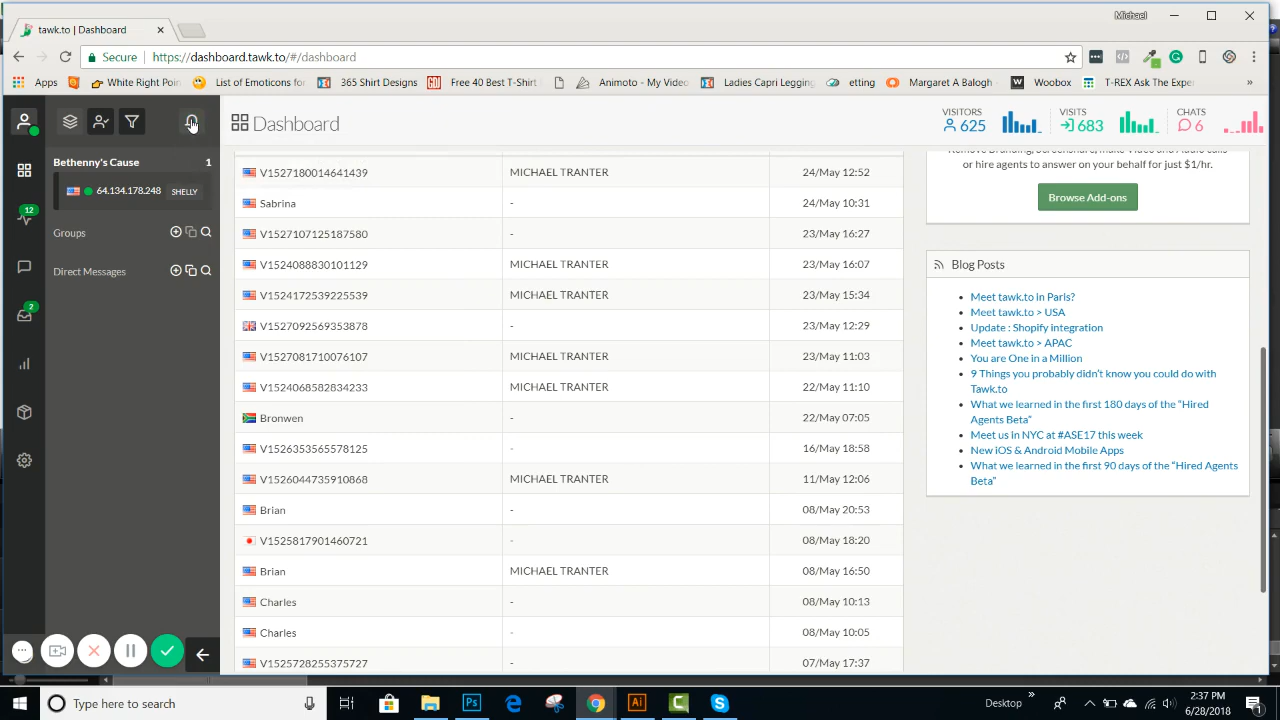 Michael
tawk.to | Dashboard
Secure https://dashboard.tawk.to/#/dashboard
Apps White Right Poin List of Emotions for 365 Shirt Designs Free 40 Best T-Shirt Animoto - My Video Ladies Capri Legging etting Margaret A Balogh Woobox T-REX Ask The Exper
Dashboard
VISITORS
625
VISITS
683
CHATS
6
Bethenny's Cause 1
64.134.178.248 SHELLY
12
Groups
Direct Messages
2
V1527180014641439 MICHAEL TRANTER 24/May 12:52
Sabrina - 24/May 10:31
V1527107125187580 - 23/May 16:27
V1524088830101129 MICHAEL TRANTER 23/May 16:07
V1524172539225539 MICHAEL TRANTER 23/May 15:34
V1527092569353878 - 23/May 12:29
V1527081710076107 MICHAEL TRANTER 23/May 11:03
V1524068582834233 MICHAEL TRANTER 22/May 11:10
Bronwen - 22/May 07:05
V1526353565578125 - 16/May 18:58
V1526044735910868 MICHAEL TRANTER 11/May 12:06
Brian - 08/May 20:53
V1525817901460721 - 08/May 18:20
Brian MICHAEL TRANTER 08/May 16:50
Charles - 08/May 10:13
Charles - 08/May 10:05
V1525728255375727 - 07/May 17:37
or hire agents to answer on your behalf for just $1/hr.
Browse Add-ons
Blog Posts
Meet tawk.to in Paris?
Meet tawk.to > USA
Update : Shopify integration
Meet tawk.to > APAC
You are One in a Million
9 Things you probably didn't know you could do with
Tawk.to
What we learned in the first 180 days of the "Hired
Agents Beta"
Meet us in NYC at #ASE17 this week
New iOS & Android Mobile Apps
What we learned in the first 90 days of the "Hired Agents
Beta"
Type here to search
Desktop
2:37 PM
6/28/2018